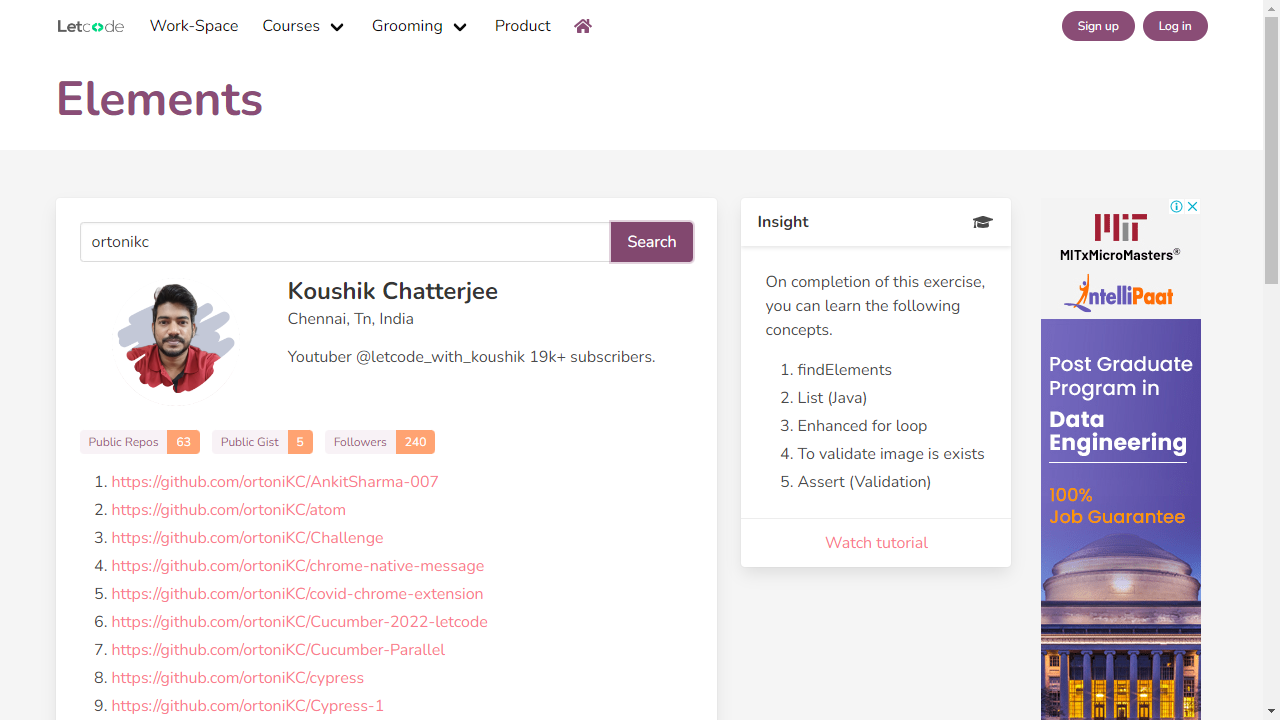 Letcode
Work-Space
Courses
Grooming
Product
Sign up
Log in
Elements
ortonikc
Search
Koushik Chatterjee
Chennai, Tn, India
Youtuber @letcode_with_koushik 19k+ subscribers.
Public Repos 63
Public Gist 5
Followers 240
1. https://github.com/ortoniKC/AnkitSharma-007
2. https://github.com/ortoniKC/atom
3. https://github.com/ortoniKC/Challenge
4. https://github.com/ortoniKC/chrome-native-message
5. https://github.com/ortoniKC/covid-chrome-extension
6. https://github.com/ortoniKC/Cucumber-2022-letcode
7. https://github.com/ortoniKC/Cucumber-Parallel
8. https://github.com/ortoniKC/cypress
9. https://github.com/ortoniKC/Cypress-1
Insight
On completion of this exercise,
you can learn the following
concepts.
1. findElements
2. List (Java)
3. Enhanced for loop
4. To validate image is exists
5. Assert (Validation)
Watch tutorial
MIT
MITxMicroMasters®
intelliPaat
Post Graduate
Program in
Data
Engineering
100%
Job Guarantee